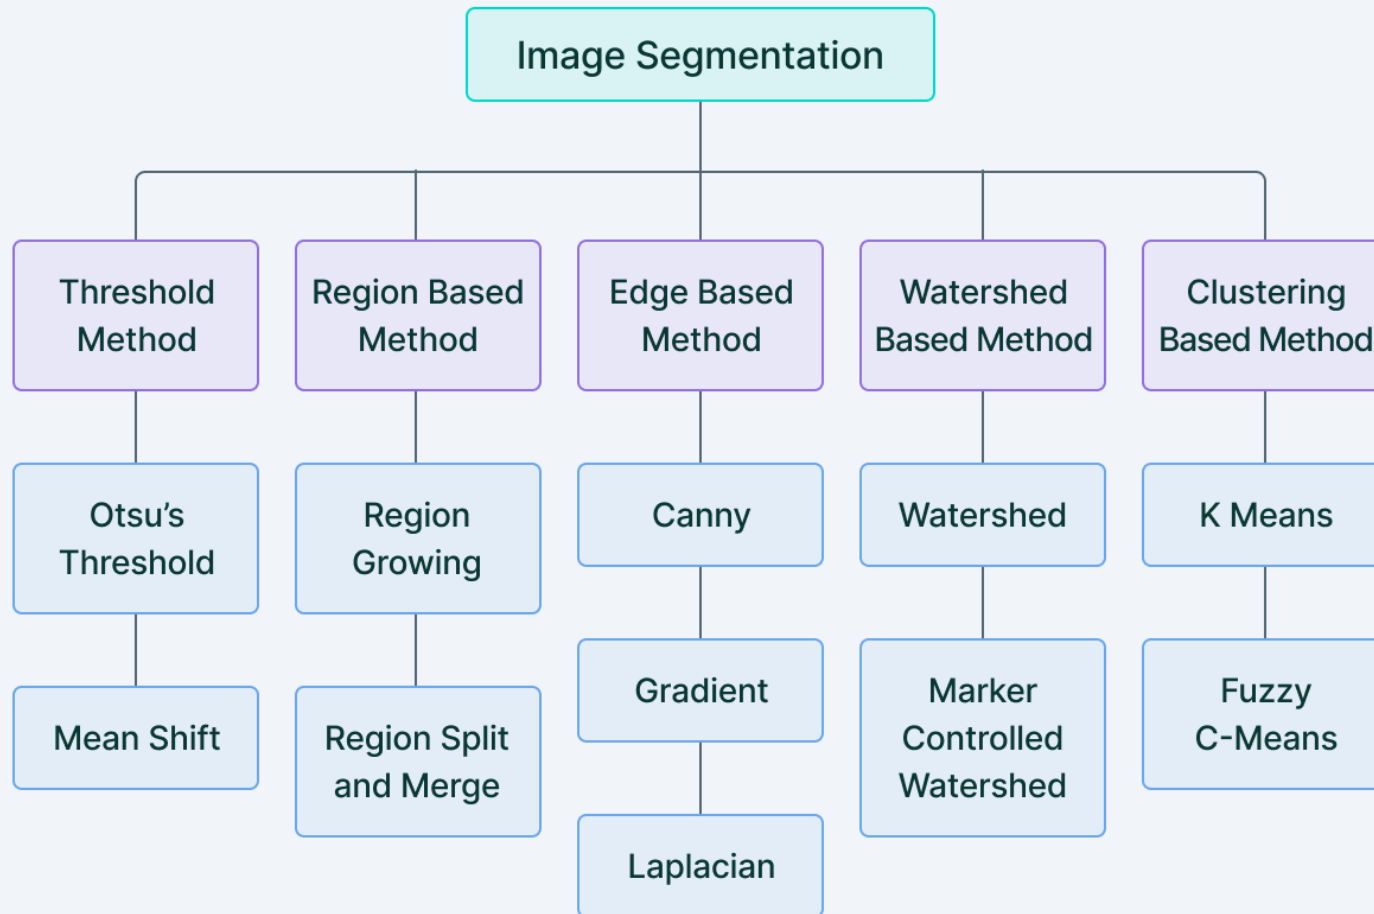 Image Segmentation
Threshold
Method
Region Based
Method
Edge Based
Method
Watershed
Based Method
Clustering
Based Method
Otsu’s
Threshold
Region
Growing
Canny
Watershed
K Means
Mean Shift
Region Split
and Merge
Gradient
Marker
Controlled
Watershed
Fuzzy
C-Means
Laplacian